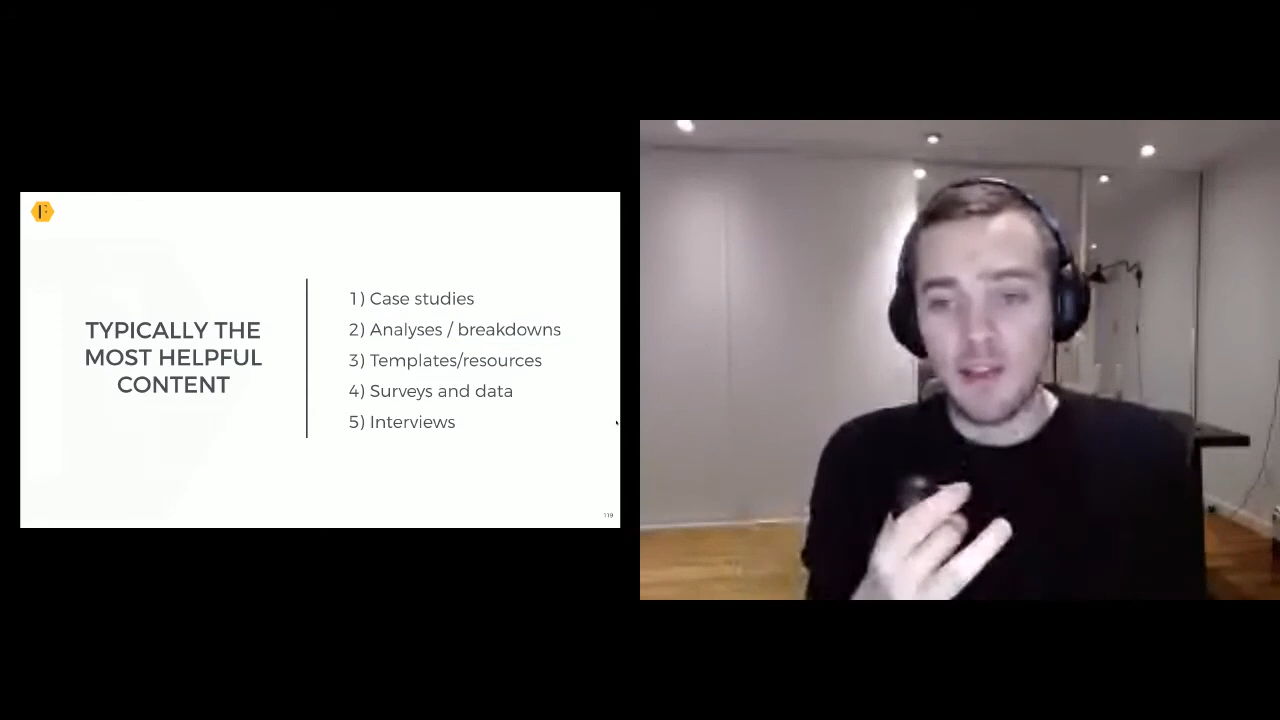 TYPICALLY THE
MOST HELPFUL
CONTENT
1) Case studies
2) Analyses / breakdowns
3) Templates/resources
4) Surveys and data
5) Interviews
119